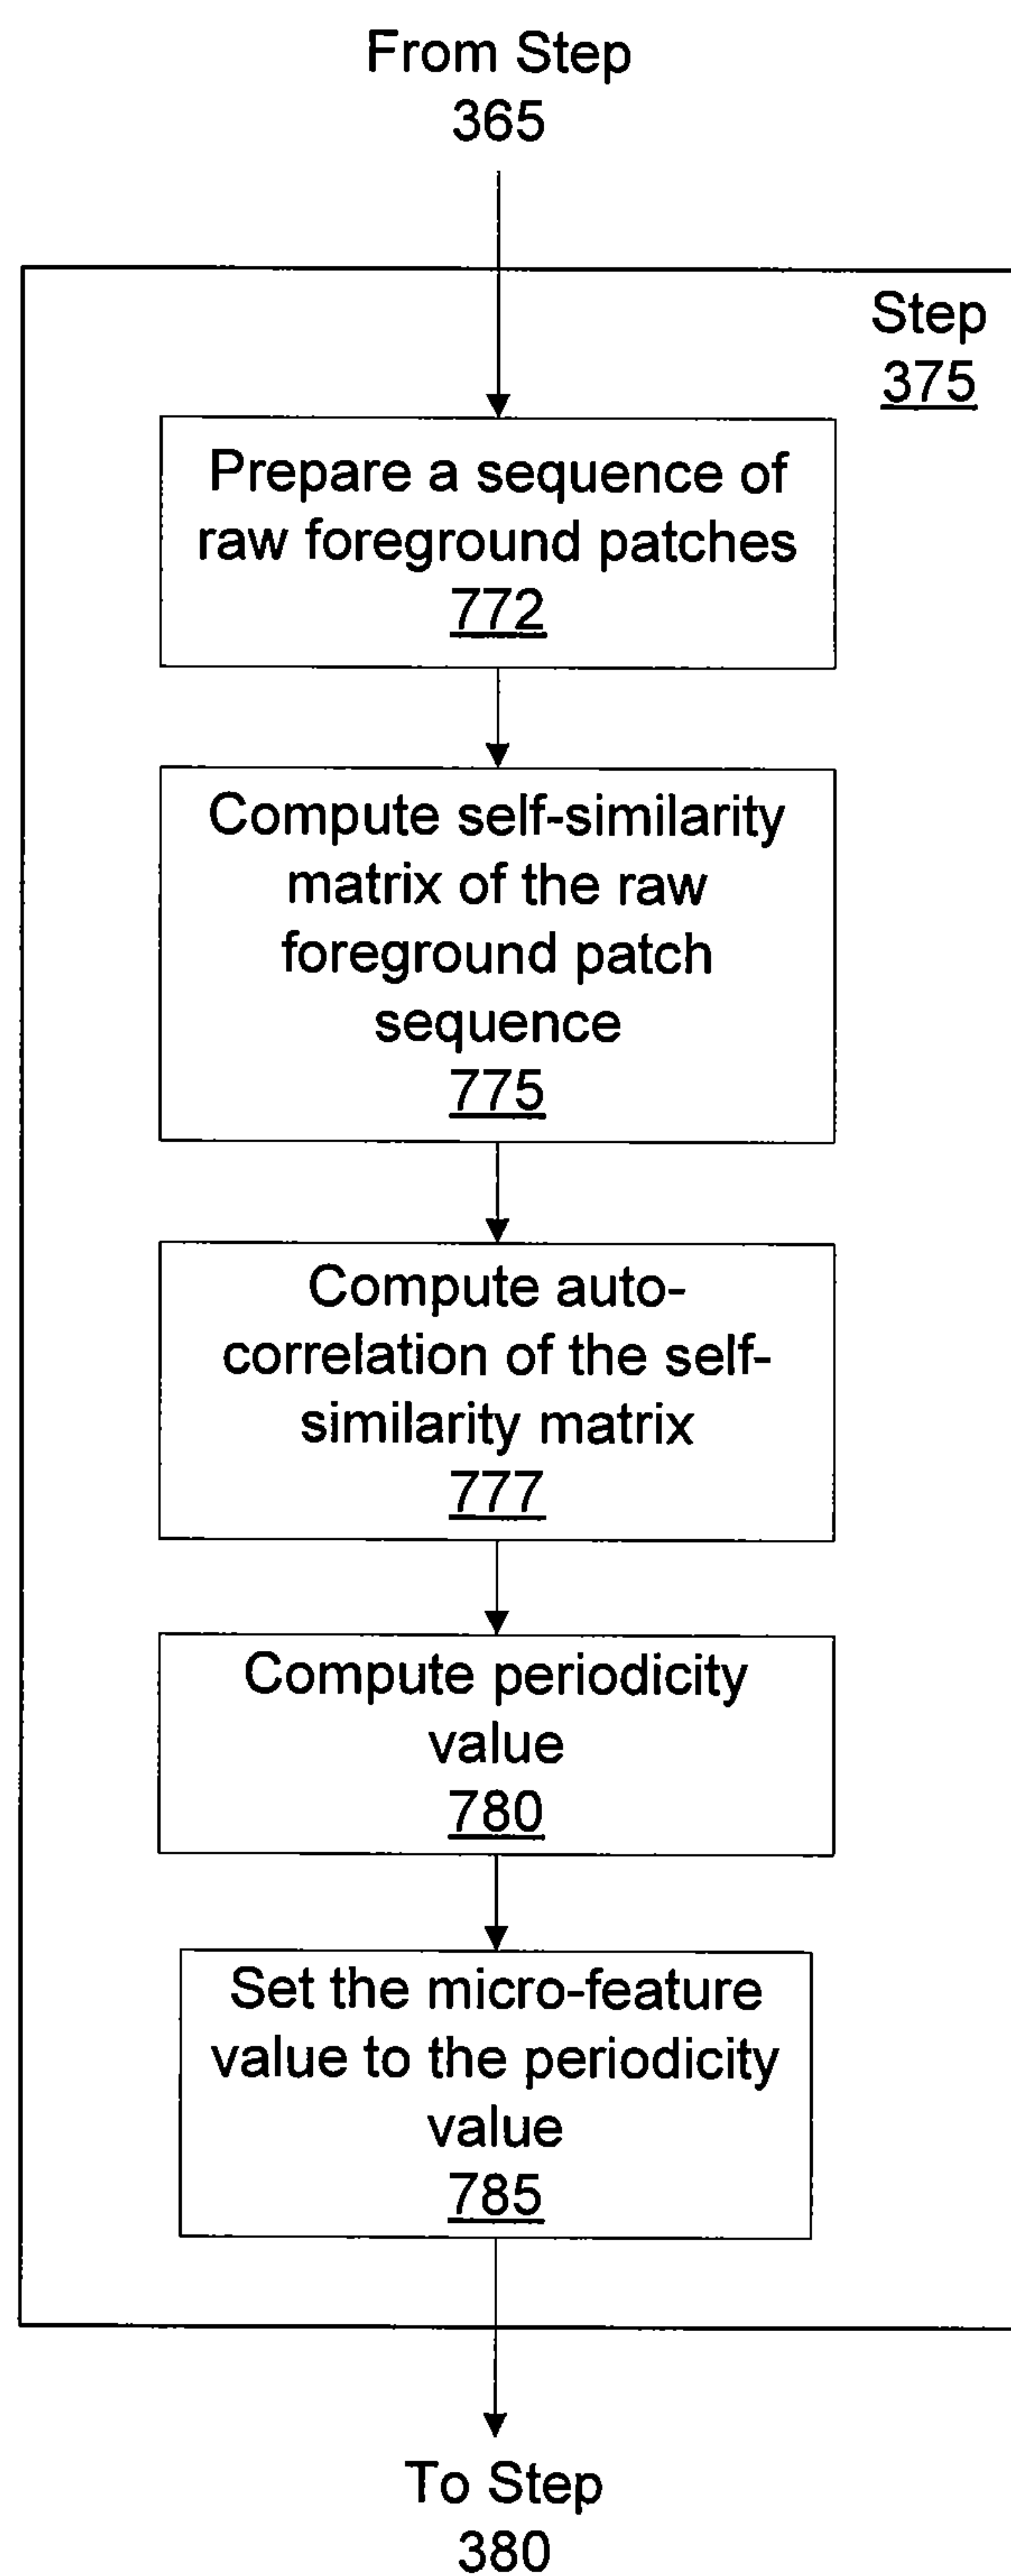 From Step
365
Step
375
Prepare a sequence of
raw foreground patches
772
Compute self-similarity
matrix of the raw
foreground patch
sequence
775
Compute auto-
correlation of the self-
similarity matrix
777
Compute periodicity
value
780
Set the micro-feature
value to the periodicity
value
785
To Step
380